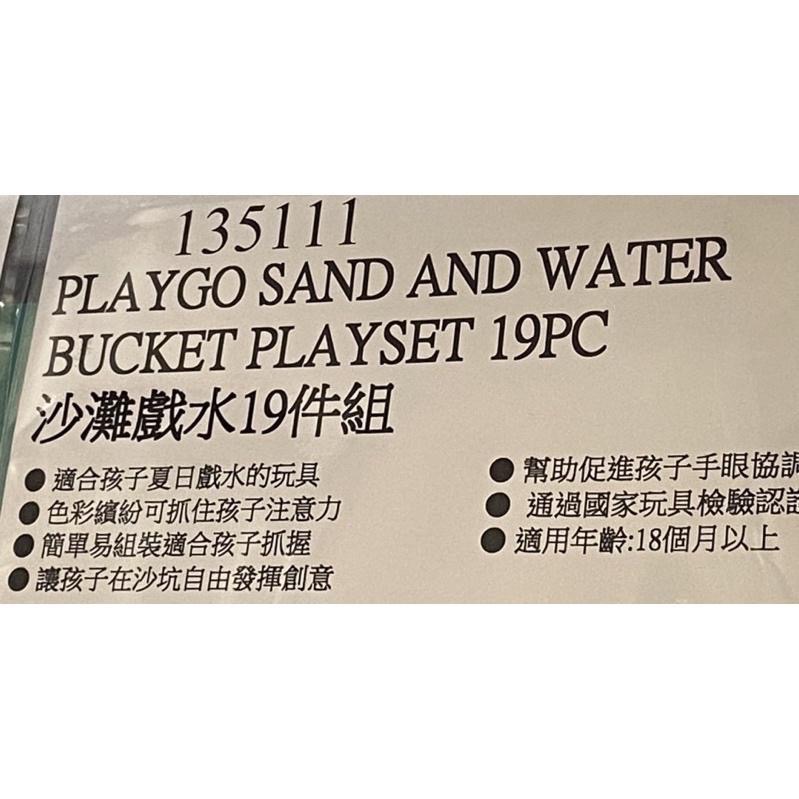 135111
PLAYGO SAND AND WATER
BUCKET PLAYSET 19PC
沙灘戲水19件組
● 適合孩子夏日戲水的玩具
● 色彩繽紛可抓住孩子注意力
● 簡單易組裝適合孩子抓握
● 讓孩子在沙坑自由發揮創意
● 幫助促進孩子手眼協調
● 通過國家玩具檢驗認證
● 適用年齡:18個月以上